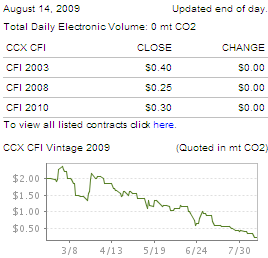 August 14, 2009 Updated end of day.
Total Daily Electronic Volume: 0 mt CO2
CCX CFI CLOSE CHANGE
CFI 2003 $0.40 $0.00
CFI 2008 $0.25 $0.00
CFI 2010 $0.30 $0.00
To view all listed contracts click here.
CCX CFI Vintage 2009 (Quoted in mt CO2)
$2.00
$1.50
$1.00
$0.50
3/8 4/13 5/19 6/24 7/30